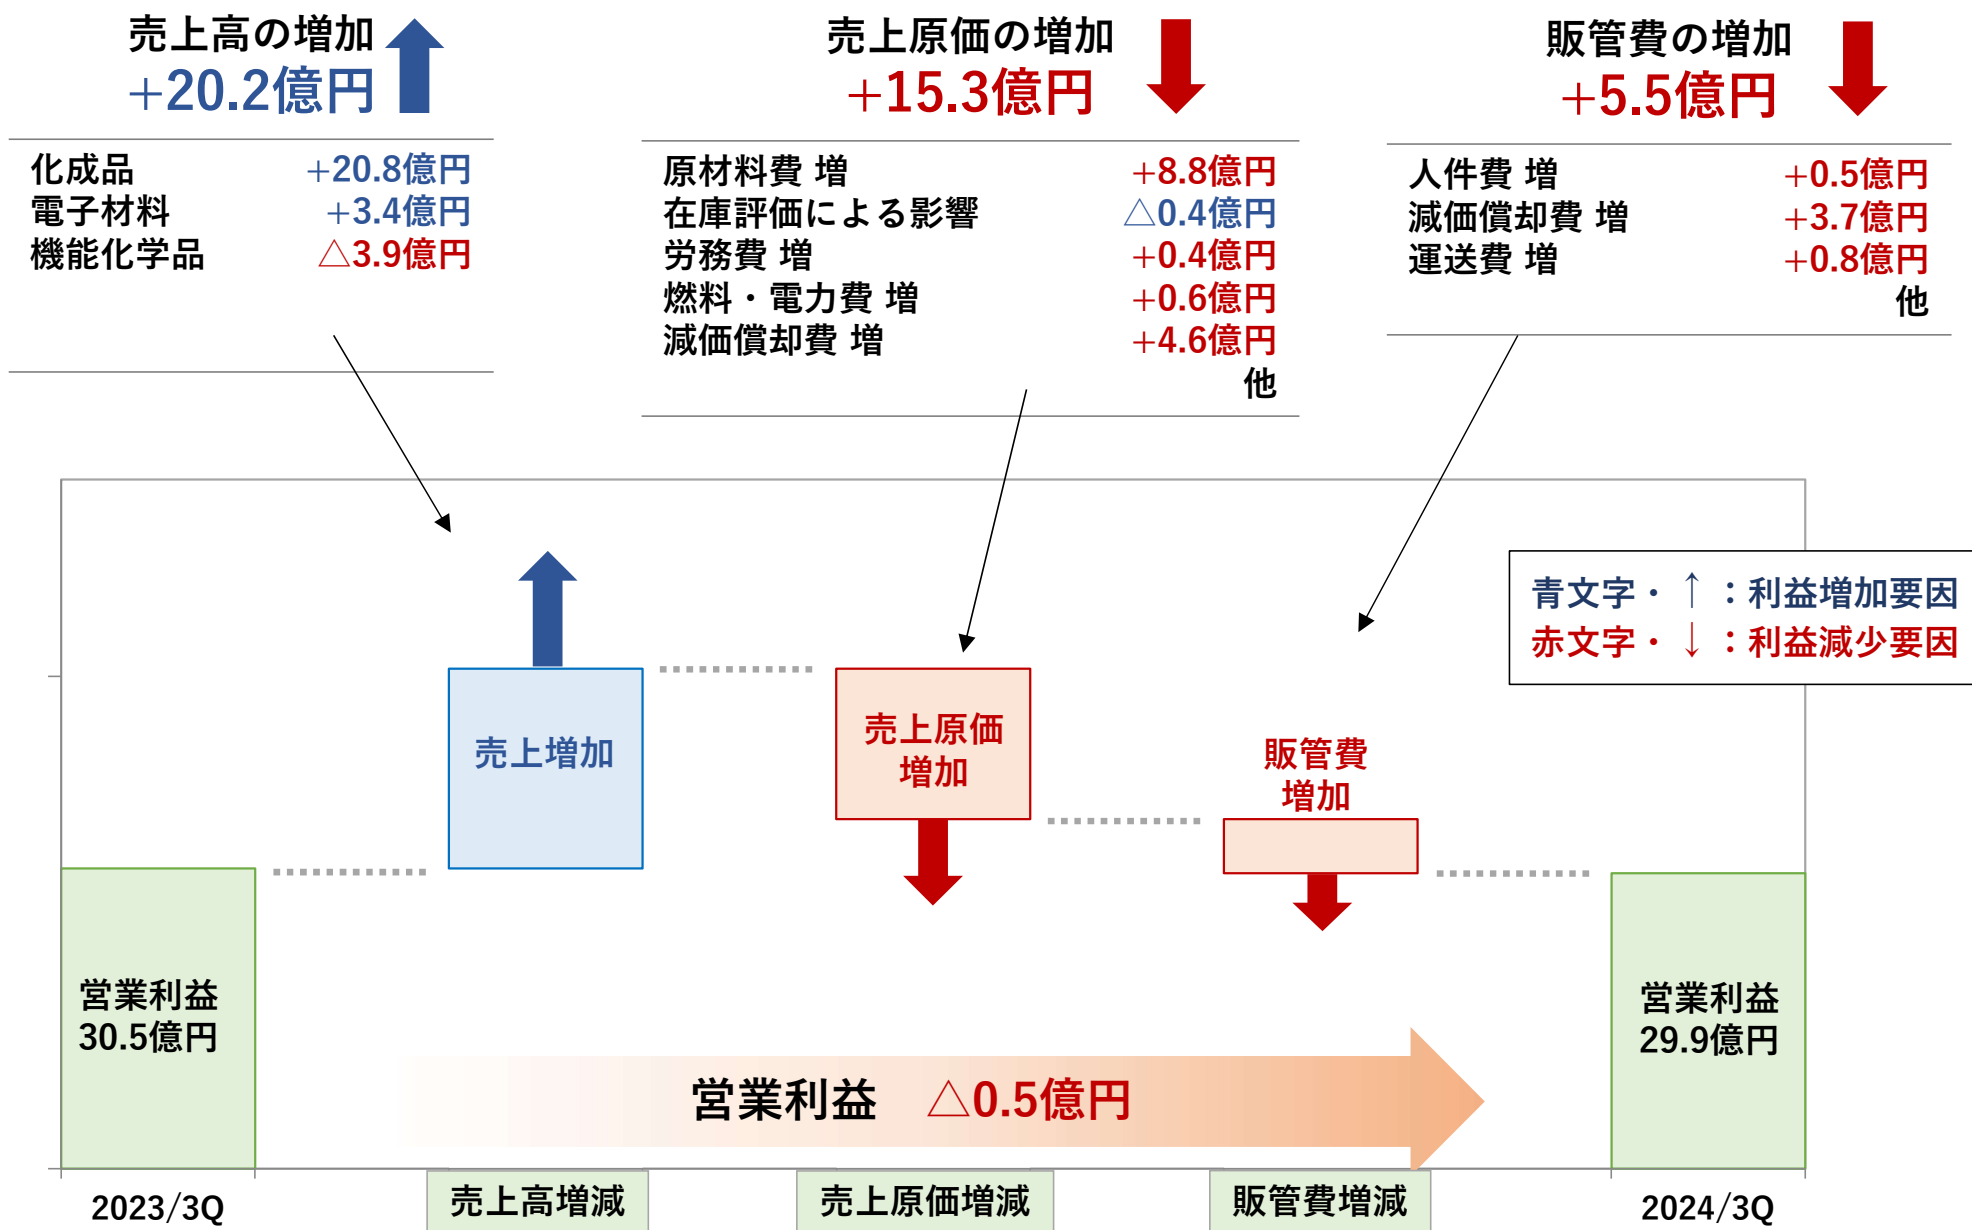 売上高の増加
+20.2億円
化成品 +20.8億円
電子材料 +3.4億円
機能化学品 △3.9億円
売上原価の増加
+15.3億円
原材料費 増 +8.8億円
在庫評価による影響 △0.4億円
労務費 増 +0.4億円
燃料・電力費 増 +0.6億円
減価償却費 増 +4.6億円
他
販管費の増加
+5.5億円
人件費 増 +0.5億円
減価償却費 増 +3.7億円
運送費 増 +0.8億円
他
青文字・↑：利益増加要因
赤文字・↓：利益減少要因
売上増加
売上原価
増加
販管費
増加
営業利益
30.5億円
営業利益
29.9億円
営業利益 △0.5億円
2023/3Q
売上高増減
売上原価増減
販管費増減
2024/3Q